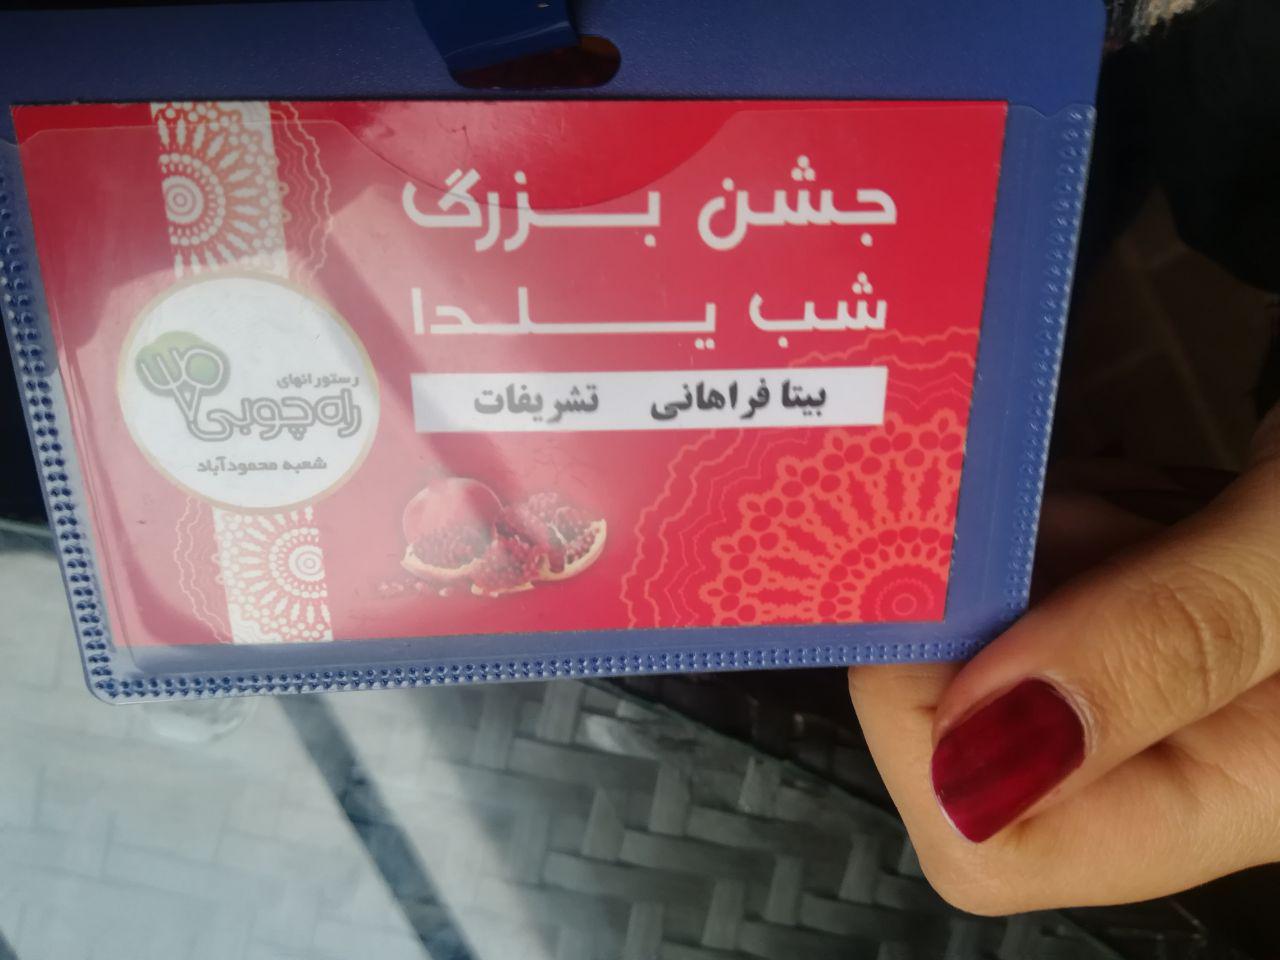 جشن بزرگ
شب یلدا
بیتا فراهانی تشریفات
رستورانهای
راه چوبی
شعبه محمودآباد